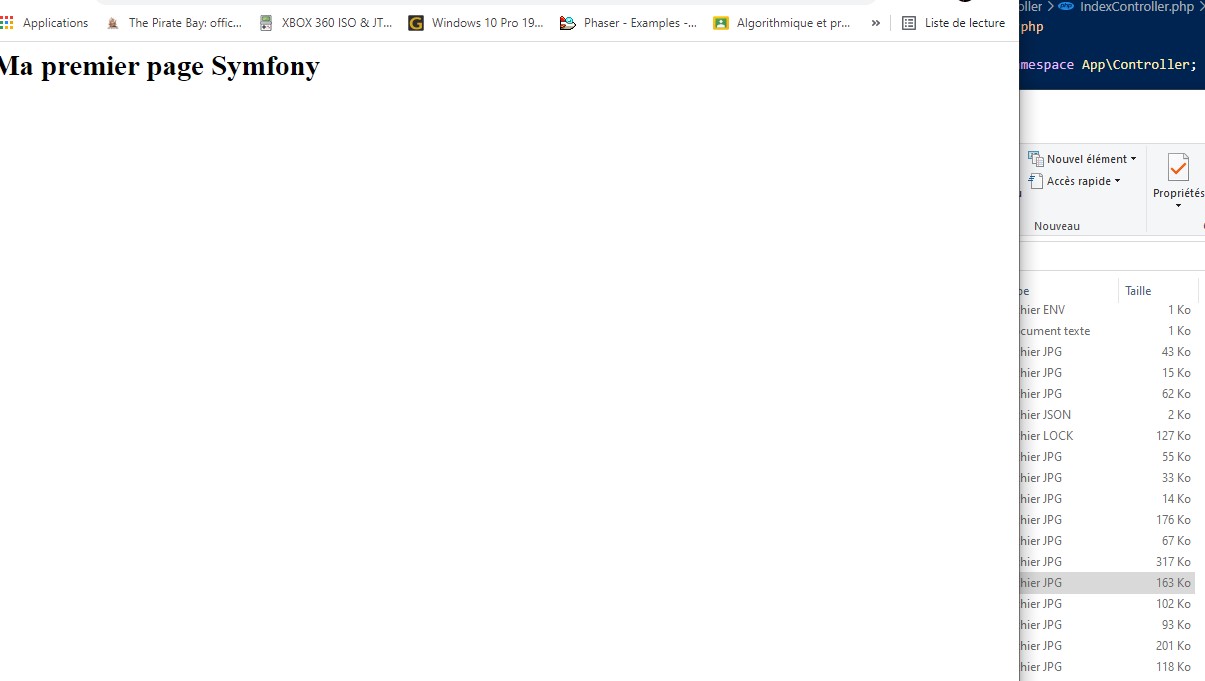 Applications The Pirate Bay: offic... XBOX 360 ISO & JT... Windows 10 Pro 19... Phaser - Examples -... Algorithmique et pr... » Liste de lecture
Ma premier page Symfony
oller > php IndexController.php >
php
mespace App\Controller;
Nouvel élément
Accès rapide
Propriétés
Nouveau
pe Taille
hier ENV 1 Ko
cument texte 1 Ko
hier JPG 43 Ko
hier JPG 15 Ko
hier JPG 62 Ko
hier JSON 2 Ko
hier LOCK 127 Ko
hier JPG 55 Ko
hier JPG 33 Ko
hier JPG 14 Ko
hier JPG 176 Ko
hier JPG 67 Ko
hier JPG 317 Ko
hier JPG 163 Ko
hier JPG 102 Ko
hier JPG 93 Ko
hier JPG 201 Ko
hier JPG 118 Ko